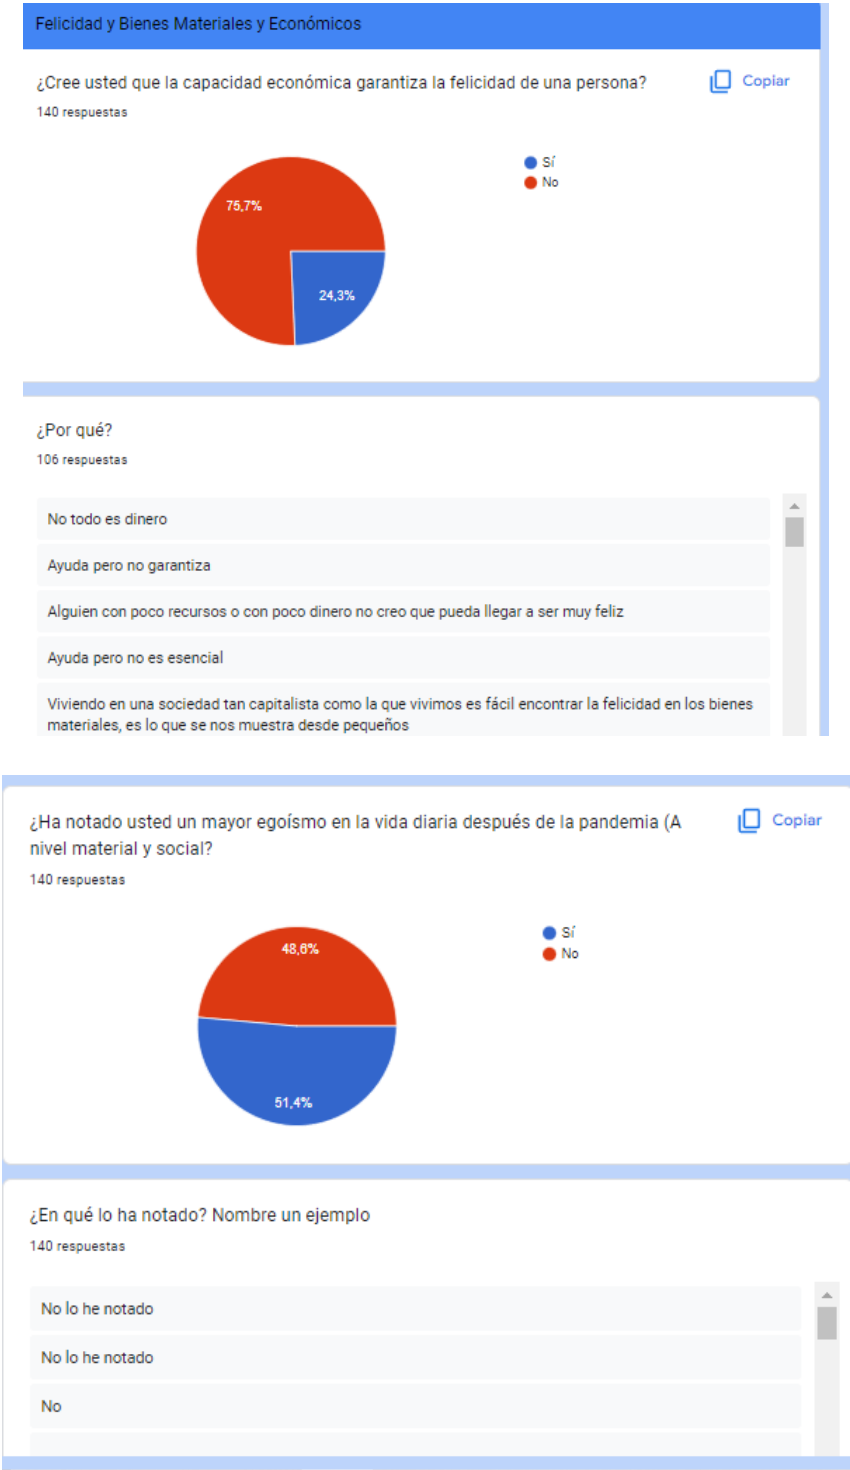 Felicidad y Bienes Materiales y Económicos
¿Cree usted que la capacidad económica garantiza la felicidad de una persona?
Copiar
140 respuestas
Sí
No
75,7%
24,3%
¿Por qué?
106 respuestas
No todo es dinero
Ayuda pero no garantiza
Alguien con poco recursos o con poco dinero no creo que pueda llegar a ser muy feliz
Ayuda pero no es esencial
Viviendo en una sociedad tan capitalista como la que vivimos es fácil encontrar la felicidad en los bienes
materiales, es lo que se nos muestra desde pequeños
¿Ha notado usted un mayor egoísmo en la vida diaria después de la pandemia (A
nivel material y social?
Copiar
140 respuestas
Sí
No
48,6%
51,4%
¿En qué lo ha notado? Nombre un ejemplo
140 respuestas
No lo he notado
No lo he notado
No